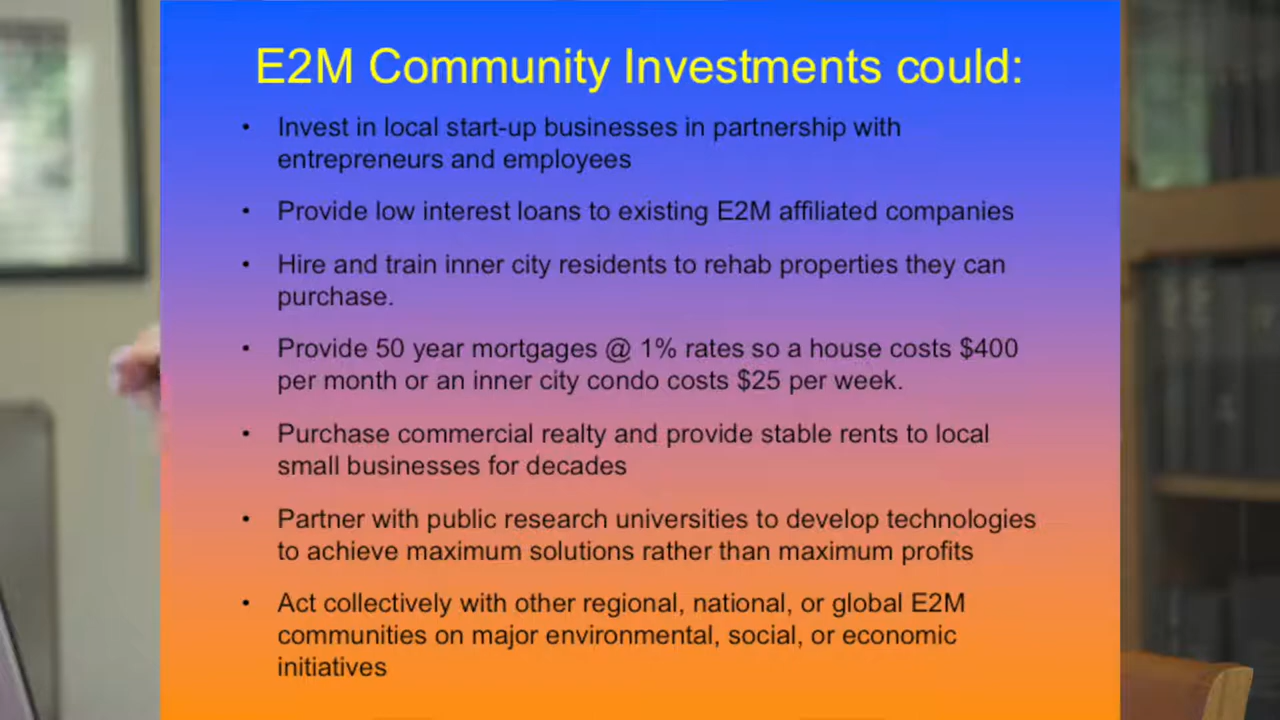 E2M Community Investments could:
• Invest in local start-up businesses in partnership with
entrepreneurs and employees
• Provide low interest loans to existing E2M affiliated companies
• Hire and train inner city residents to rehab properties they can
purchase.
• Provide 50 year mortgages @ 1% rates so a house costs $400
per month or an inner city condo costs $25 per week.
• Purchase commercial realty and provide stable rents to local
small businesses for decades
• Partner with public research universities to develop technologies
to achieve maximum solutions rather than maximum profits
• Act collectively with other regional, national, or global E2M
communities on major environmental, social, or economic
initiatives